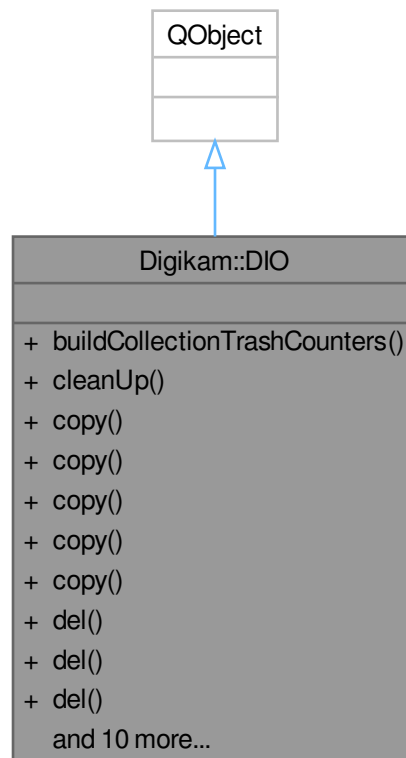 QObject
Digikam::DIO
+ buildCollectionTrashCounters()
+ cleanUp()
+ copy()
+ copy()
+ copy()
+ copy()
+ copy()
+ del()
+ del()
+ del()
and 10 more...